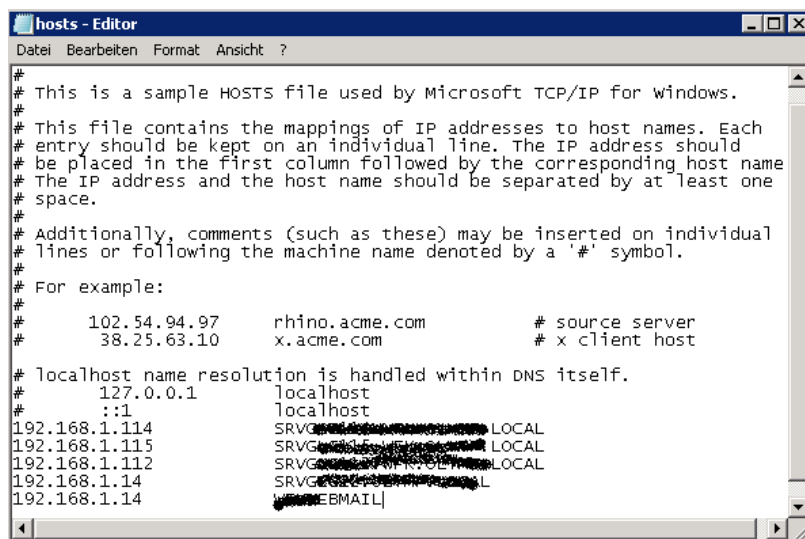 hosts - Editor
Datei Bearbeiten Format Ansicht ?
#
# This is a sample HOSTS file used by Microsoft TCP/IP for Windows.
#
# This file contains the mappings of IP addresses to host names. Each
# entry should be kept on an individual line. The IP address should
# be placed in the first column followed by the corresponding host name
# The IP address and the host name should be separated by at least one
# space.
#
# Additionally, comments (such as these) may be inserted on individual
# lines or following the machine name denoted by a '#' symbol.
#
# For example:
#
# 102.54.94.97 rhino.acme.com # source server
# 38.25.63.10 x.acme.com # x client host

# localhost name resolution is handled within DNS itself.
# 127.0.0.1 localhost
# ::1 localhost
192.168.1.114 LOCAL
192.168.1.115 LOCAL
192.168.1.112 LOCAL
192.168.1.14
192.168.1.14 EBMAIL